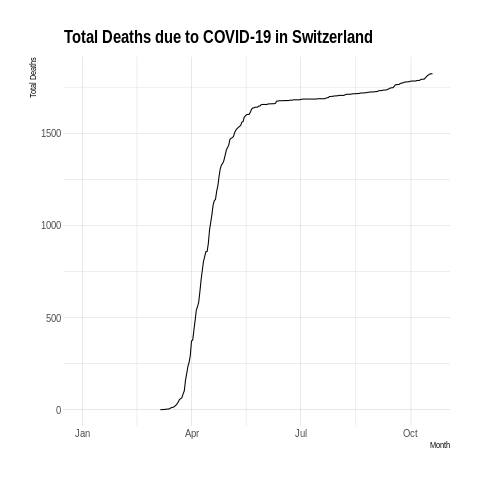 Total Deaths due to COVID-19 in Switzerland
Total Deaths
1500
1000
500
0
Jan Apr Jul Oct
Month